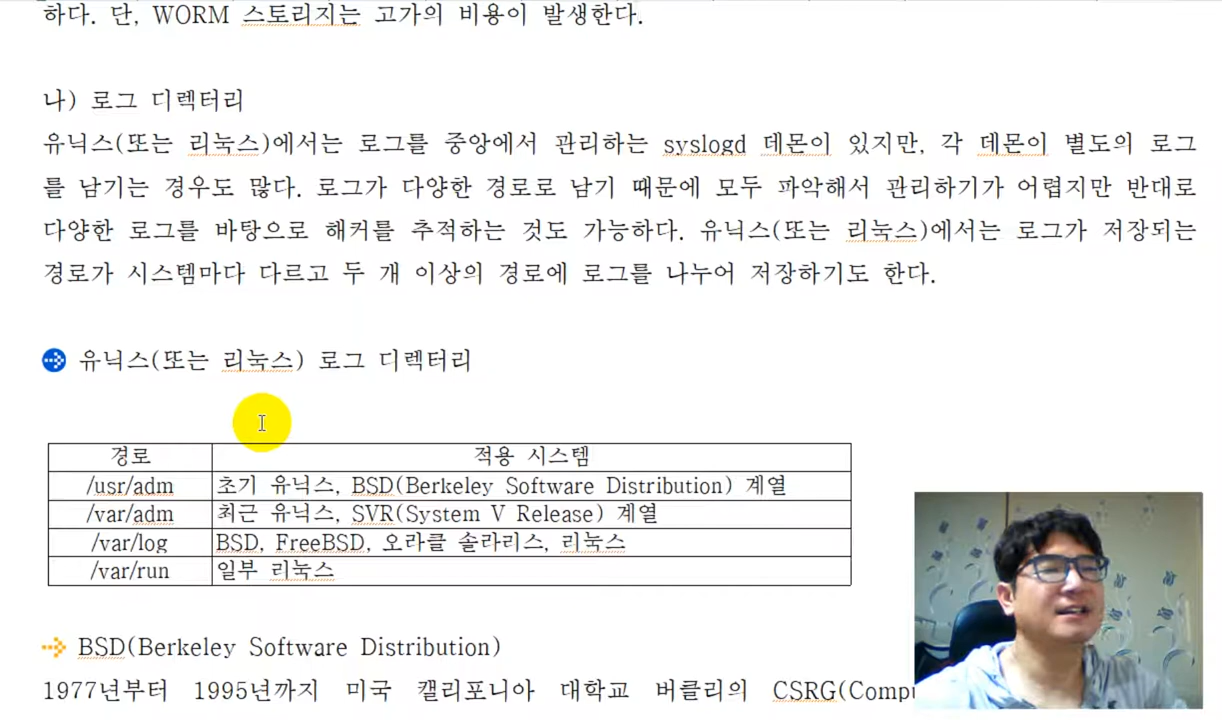 하다. 단, WORM 스토리지는 고가의 비용이 발생한다.
나) 로그 디렉터리
유닉스(또는 리눅스)에서는 로그를 중앙에서 관리하는 syslogd 데몬이 있지만, 각 데몬이 별도의 로그
를 남기는 경우도 많다. 로그가 다양한 경로로 남기 때문에 모두 파악해서 관리하기가 어렵지만 반대로
다양한 로그를 바탕으로 해커를 추적하는 것도 가능하다. 유닉스(또는 리눅스)에서는 로그가 저장되는
경로가 시스템마다 다르고 두 개 이상의 경로에 로그를 나누어 저장하기도 한다.
유닉스(또는 리눅스) 로그 디렉터리
경로 적용 시스템
/usr/adm 초기 유닉스, BSD(Berkeley Software Distribution) 계열
/var/adm 최근 유닉스, SVR(System V Release) 계열
/var/log BSD, FreeBSD, 오라클 솔라리스, 리눅스
/var/run 일부 리눅스
BSD(Berkeley Software Distribution)
1977년부터 1995년까지 미국 캘리포니아 대학교 버클리의 CSRG(Compu